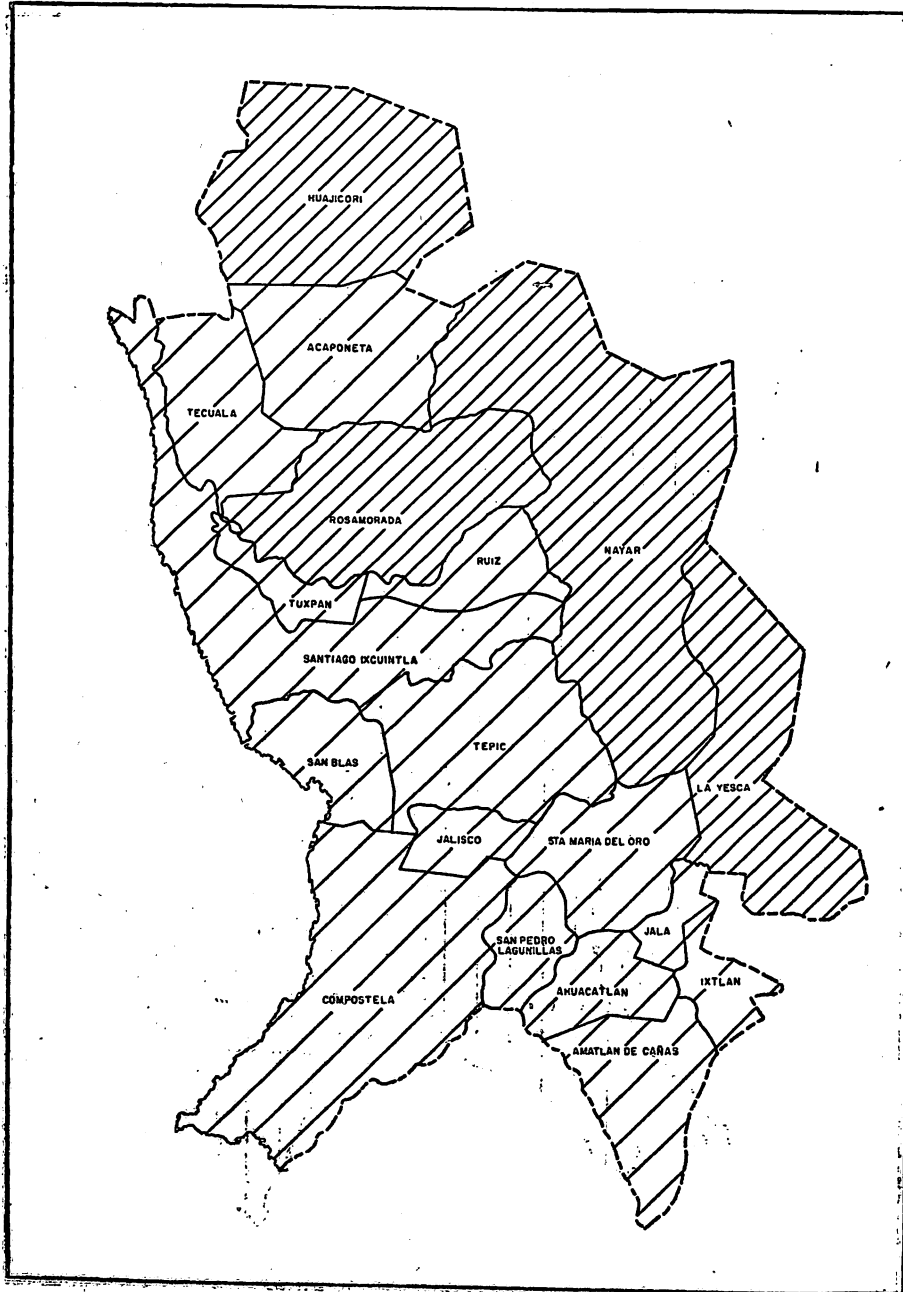 HUAJICORI
ACAPONETA
TECUALA
ROSAMORADA
NAYAR
RUIZ
TUXPAN
SANTIAGO IXCUINTLA
TEPIC
SAN BLAS
LA YESCA
JALISCO
STA MARIA DEL ORO
JALA
SAN PEDRO
LAGUNILLAS
IXTLAN
AHUACATLAN
COMPOSTELA
AMATLAN DE CAÑAS